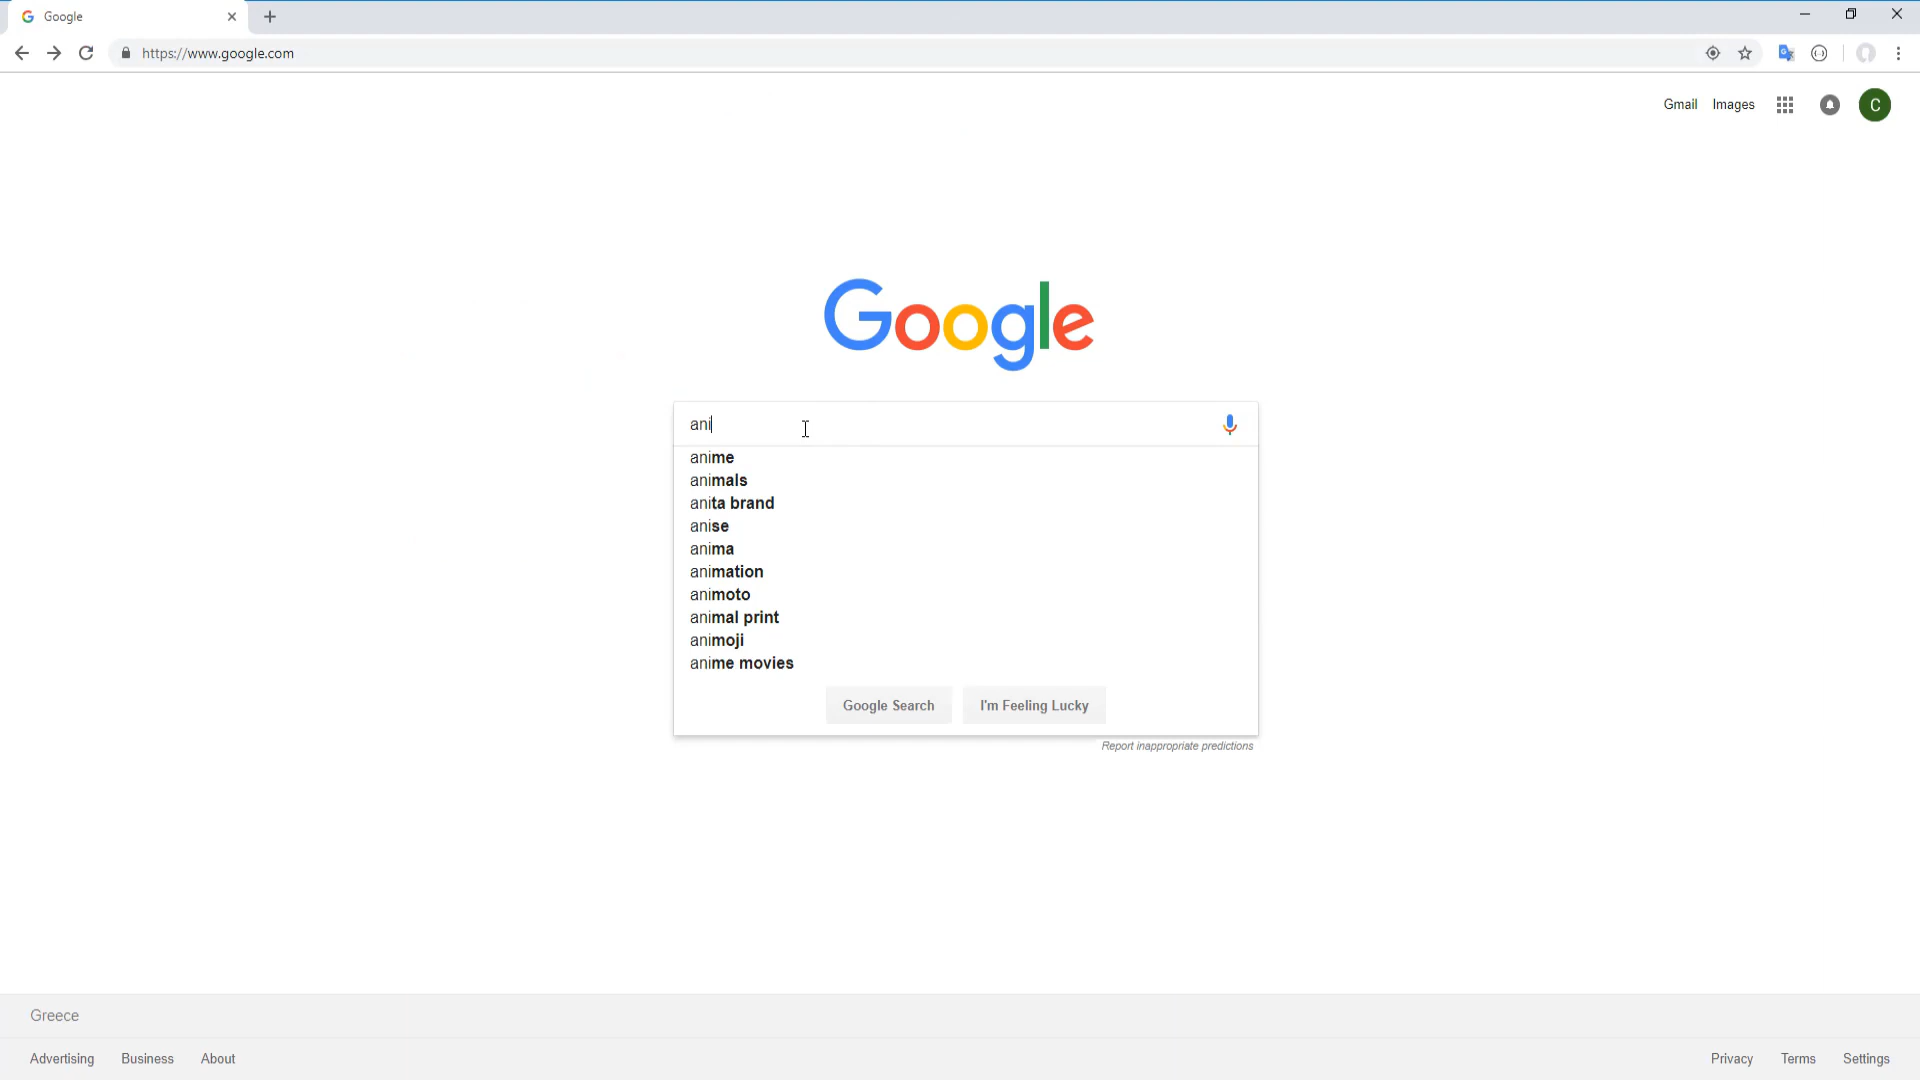 Google
https://www.google.com
Gmail Images C
Google
ani
anime
animals
anita brand
anise
anima
animation
animoto
animal print
animoji
anime movies
Google Search I'm Feeling Lucky
Report inappropriate predictions
Greece
Advertising Business About Privacy Terms Settings